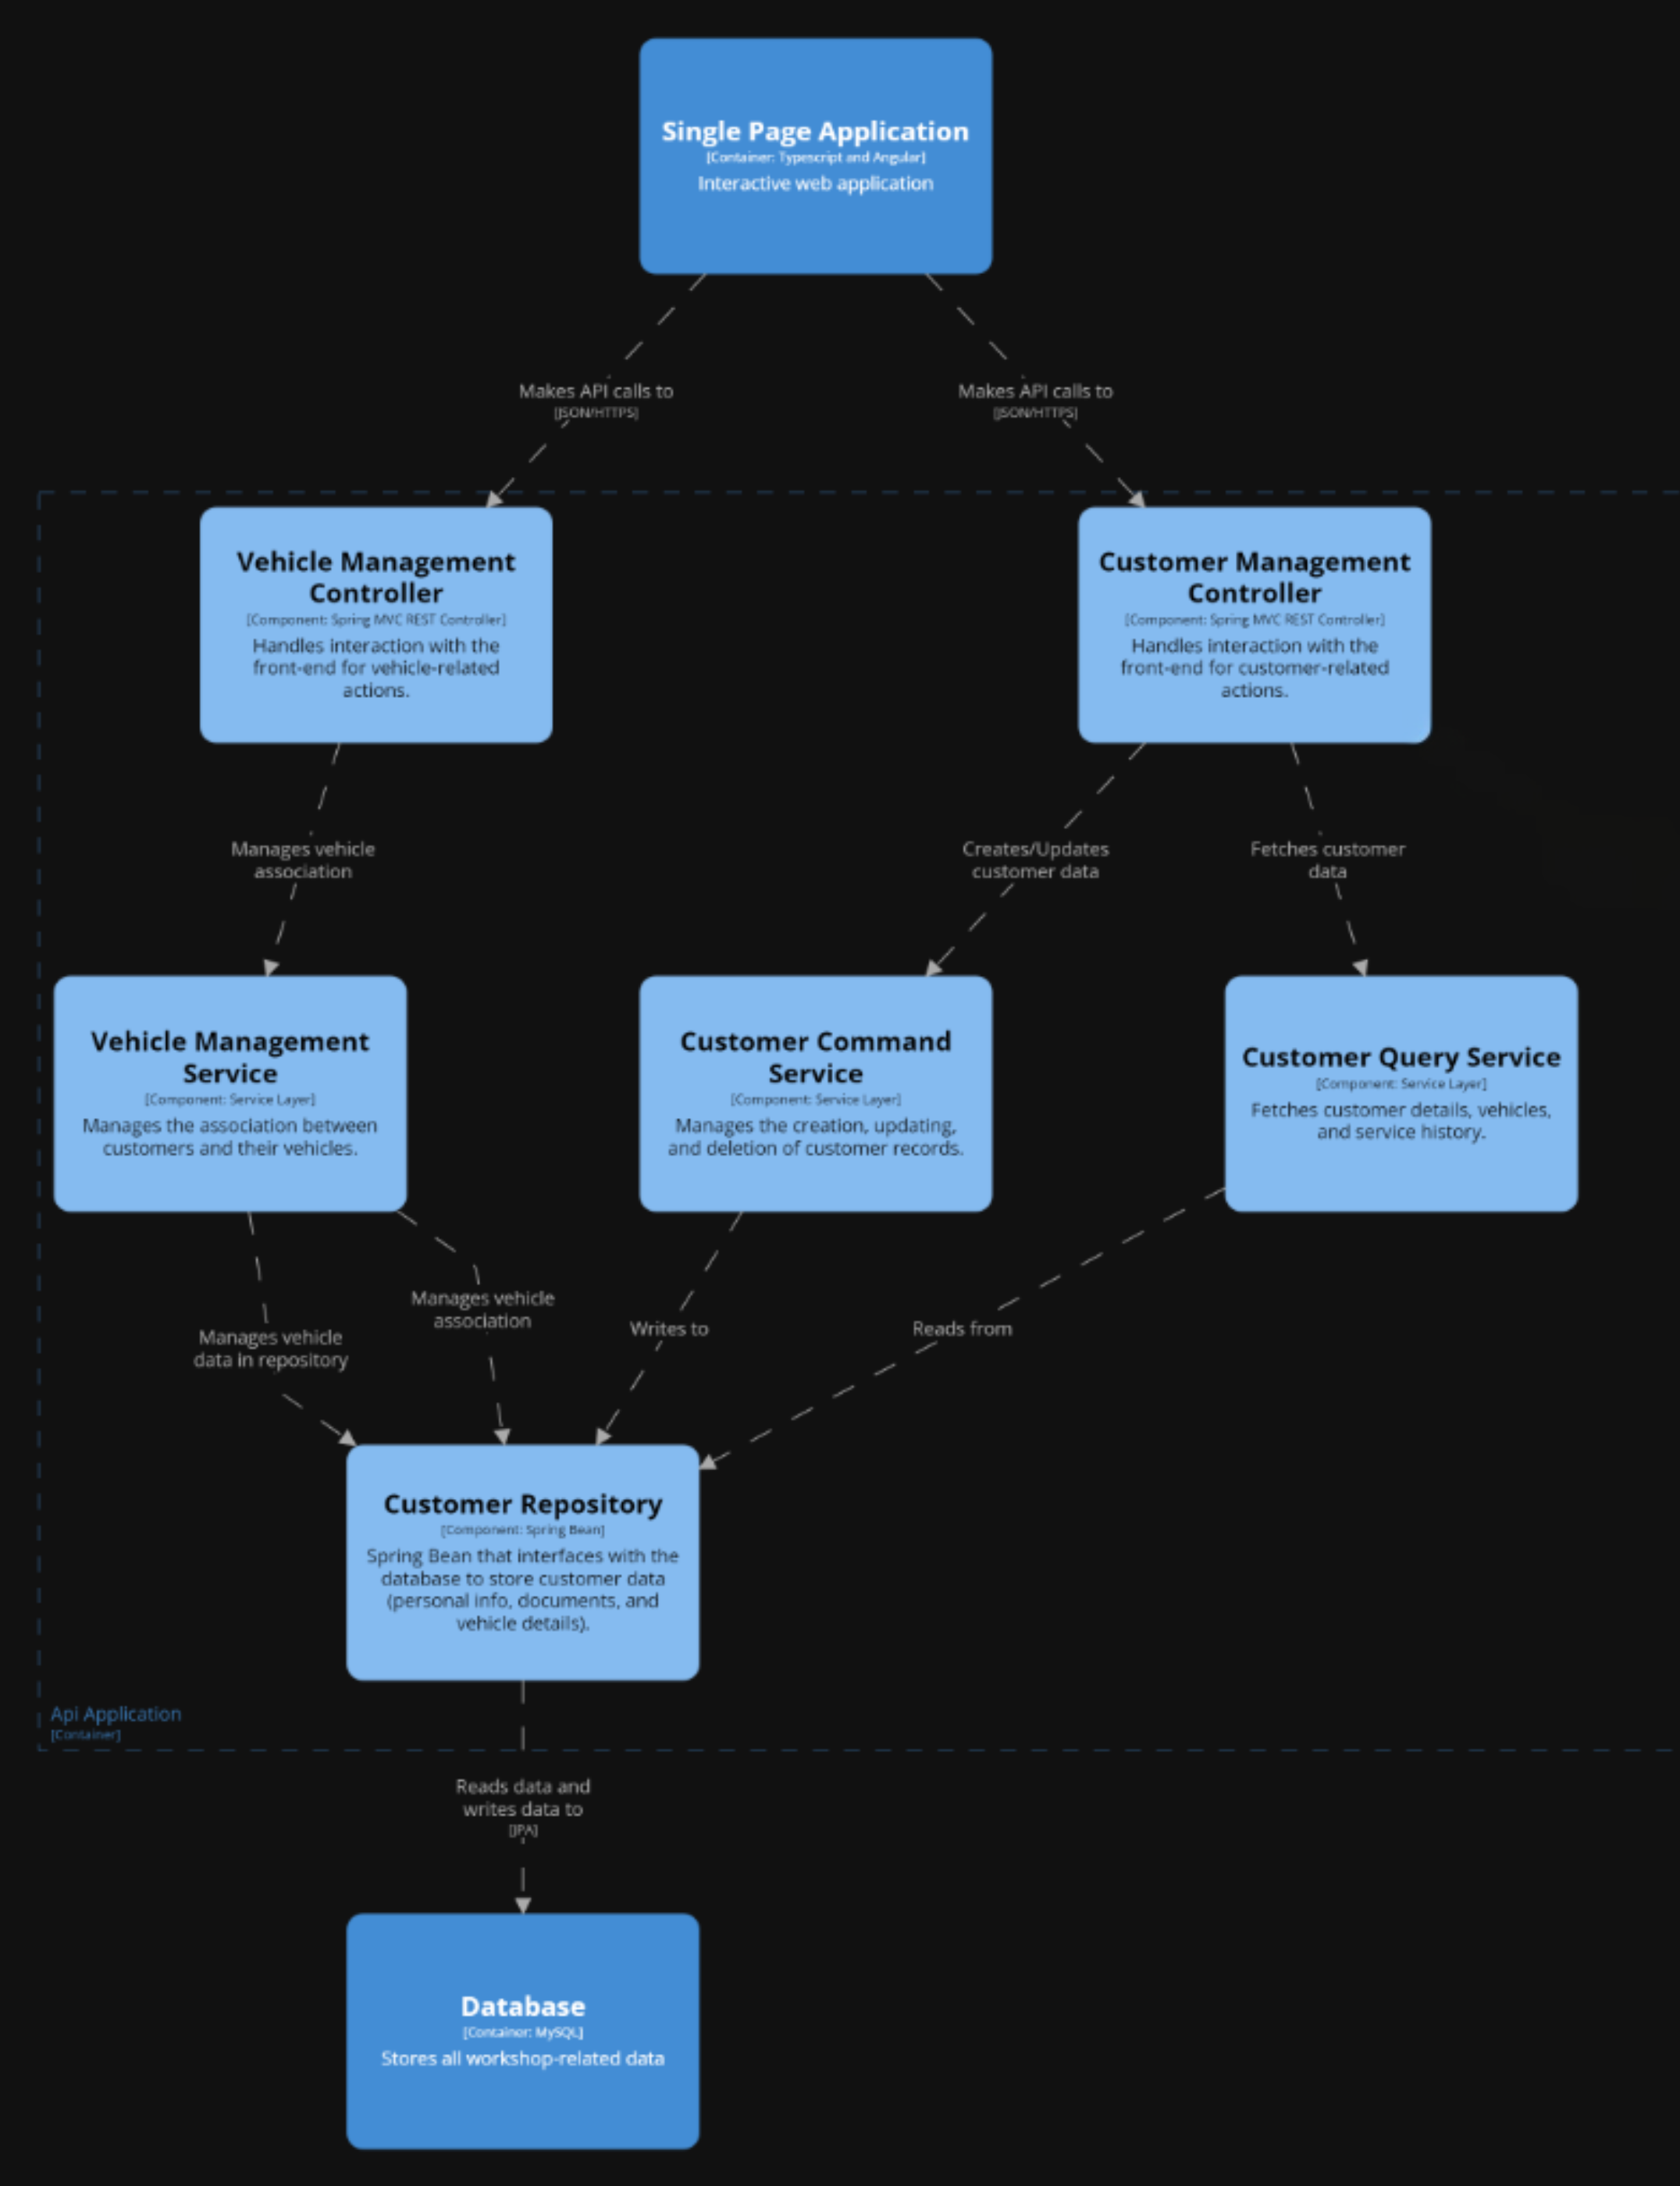 Single Page Application
[Container: Typescript and Angular]
Interactive web application
Makes API calls to
[JSON/HTTPS]
Makes API calls to
[JSON/HTTPS]
Vehicle Management
Controller
[Component: Spring MVC REST Controller]
Handles interaction with the
front-end for vehicle-related
actions.
Customer Management
Controller
[Component: Spring MVC REST Controller]
Handles interaction with the
front-end for customer-related
actions.
Manages vehicle
association
Creates/Updates
customer data
Fetches customer
data
Vehicle Management
Service
[Component: Service Layer]
Manages the association between
customers and their vehicles.
Customer Command
Service
[Component: Service Layer]
Manages the creation, updating,
and deletion of customer records.
Customer Query Service
[Component: Service Layer]
Fetches customer details, vehicles,
and service history.
Manages vehicle
data in repository
Manages vehicle
association
Writes to
Reads from
Customer Repository
[Component: Spring Bean]
Spring Bean that interfaces with the
database to store customer data
(personal info, documents, and
vehicle details).
Api Application
[Container]
Reads data and
writes data to
[JPA]
Database
[Container: MySQL]
Stores all workshop-related data